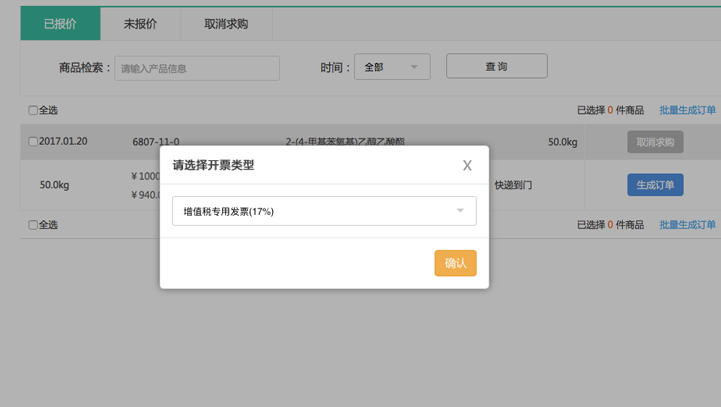 已报价 未报价 取消求购
商品检索： 请输入产品信息 时间： 全部 查 询
全选 已选择 0 件商品 批量生成订单
2017.01.20 6807-11-0 2-(4-甲基苯氨基)乙醇乙酸酯 50.0kg 取消求购
请选择开票类型 X
50.0kg ¥1000 快递到门 生成订单
¥940.0
增值税专用发票(17%)
全选 已选择 0 件商品 批量生成订单
确认